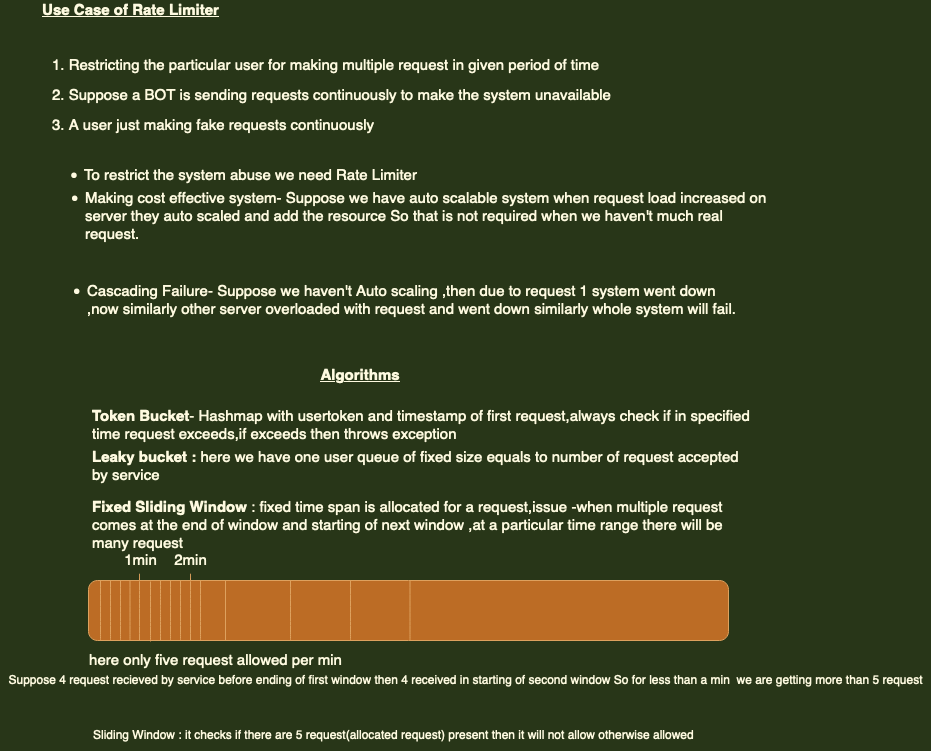 Use Case of Rate Limiter
1. Restricting the particular user for making multiple request in given period of time
2. Suppose a BOT is sending requests continuously to make the system unavailable
3. A user just making fake requests continuously
• To restrict the system abuse we need Rate Limiter
• Making cost effective system- Suppose we have auto scalable system when request load increased on
server they auto scaled and add the resource So that is not required when we haven't much real
request.
• Cascading Failure- Suppose we haven't Auto scaling ,then due to request 1 system went down
,now similarly other server overloaded with request and went down similarly whole system will fail.
Algorithms
Token Bucket- Hashmap with usertoken and timestamp of first request,always check if in specified
time request exceeds,if exceeds then throws exception
Leaky bucket : here we have one user queue of fixed size equals to number of request accepted
by service
Fixed Sliding Window : fixed time span is allocated for a request,issue -when multiple request
comes at the end of window and starting of next window ,at a particular time range there will be
many request
1min 2min
here only five request allowed per min
Suppose 4 request recieved by service before ending of first window then 4 received in starting of second window So for less than a min we are getting more than 5 request
Sliding Window : it checks if there are 5 request(allocated request) present then it will not allow otherwise allowed